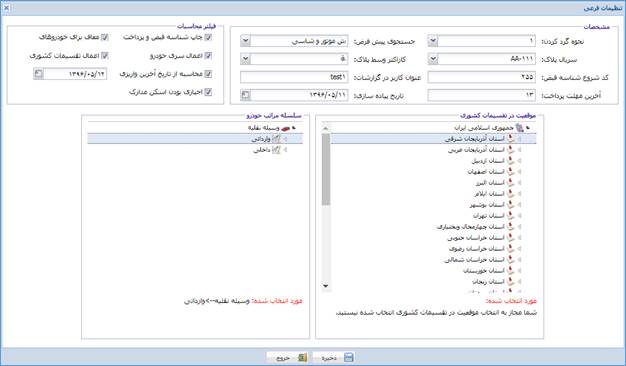 تنظیمات فرعی
مشخصات
نحوه گرد کردن: ۱
جستجوی پیش فرض: ش موتور و شاسی
سریال پلاک: AA-۱۱۱
کاراکتر وسط پلاک: a
کد شروع شناسه قبض: ۲۵۵
عنوان کاربر در گزارشات: test1
آخرین مهلت پرداخت: ۱۳
تاریخ پیاده سازی: ۱۳۹۶/۰۵/۱۱
فیلتر محاسبات
چاپ شناسه قبض و پرداخت
معاف برای خودروهای
اعمال سری خودرو
اعمال تقسیمات کشوری
محاسبه از تاریخ آخرین واریزی ۱۳۹۶/۰۵/۱۲
اجباری بودن اسکن مدارک
موقعیت در تقسیمات کشوری
جمهوری اسلامی ایران
استان آذربایجان شرقی
استان آذربایجان غربی
استان اردبیل
استان اصفهان
استان البرز
استان ایلام
استان بوشهر
استان تهران
استان چهارمحال وبختیاری
استان خراسان جنوبی
استان خراسان رضوی
استان خراسان شمالی
استان خوزستان
استان زنجان
مورد انتخاب شده:
شما مجاز به انتخاب موقعیت در تقسیمات کشوری انتخاب شده نیستید.
سلسله مراتب خودرو
وسیله نقلیه
وارداتی
داخلی
مورد انتخاب شده: وسیله نقلیه-->وارداتی
ذخیره
خروج